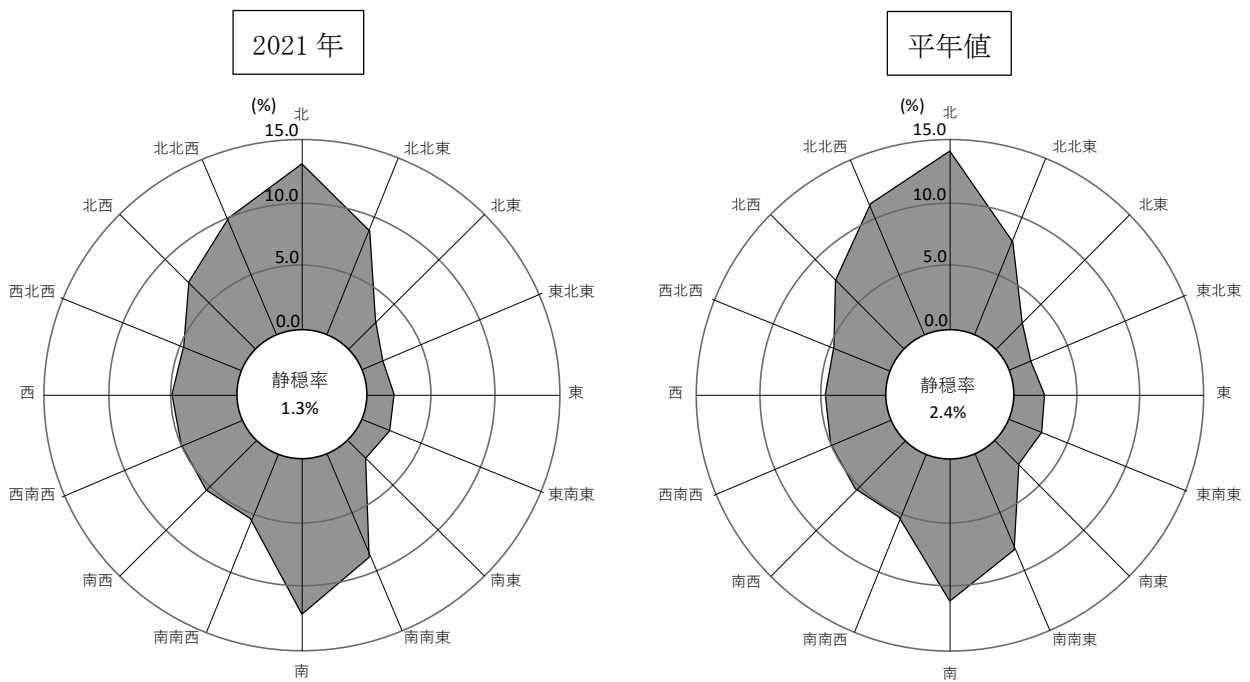 2021 年
(%)
北
15.0
北北西
北北東
10.0
北西
北東
5.0
西北西
東北東
0.0
静穏率
1.3%
西
東
西南西
東南東
南西
南東
南南西
南南東
南
平年値
(%)
北
15.0
北北西
北北東
10.0
北西
北東
5.0
西北西
東北東
0.0
静穏率
2.4%
西
東
西南西
東南東
南西
南東
南南西
南南東
南